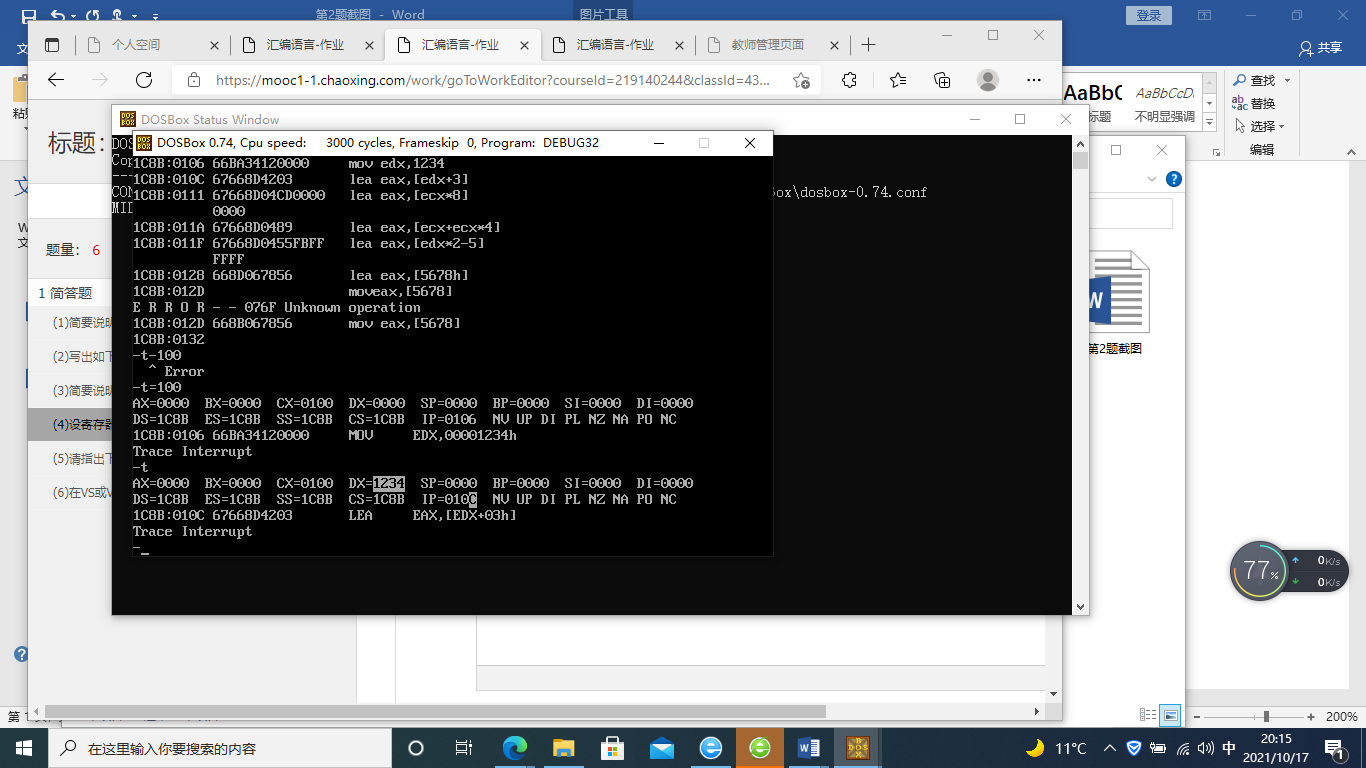 第2题截图 - Word
图片工具
登录
共享
个人空间
汇编语言-作业
汇编语言-作业
汇编语言-作业
教师管理页面
https://mooc1-1.chaoxing.com/work/goToWorkEditor?courseId=219140244&classId=43...
查找
替换
选择
编辑
AaBbC
AaBbCcD
标题
不明显强调
粘
标题:
DOSBox Status Window
DOSBox 0.74, Cpu speed: 3000 cycles, Frameskip 0, Program: DEBUG32
DOS
Cop
---
CON
MID
ox\dosbox-0.74.conf
1C8B:0106 66BA34120000 mov edx,1234
1C8B:010C 67668D4203 lea eax,[edx+3]
1C8B:0111 67668D04CD0000 lea eax,[ecx*8]
0000
1C8B:011A 67668D0489 lea eax,[ecx+ecx*4]
1C8B:011F 67668D0455FBFF lea eax,[edx*2-5]
FFFF
1C8B:0128 668D067856 lea eax,[5678h]
1C8B:012D moveax,[5678]
E R R O R - - 076F Unknown operation
1C8B:012D 668B067856 mov eax,[5678]
1C8B:0132
-t-100
^ Error
-t=100
AX=0000 BX=0000 CX=0100 DX=0000 SP=0000 BP=0000 SI=0000 DI=0000
DS=1C8B ES=1C8B SS=1C8B CS=1C8B IP=0106 NV UP DI PL NZ NA PO NC
1C8B:0106 66BA34120000 MOV EDX,00001234h
Trace Interrupt
-t
AX=0000 BX=0000 CX=0100 DX=1234 SP=0000 BP=0000 SI=0000 DI=0000
DS=1C8B ES=1C8B SS=1C8B CS=1C8B IP=010C NV UP DI PL NZ NA PO NC
1C8B:010C 67668D4203 LEA EAX,[EDX+03h]
Trace Interrupt
-_
题量: 6
1 简答题
(1)简要说明
(2)写出如下
(3)简要说明
(4)设寄存器
(5)请指出下
(6)在VS或V
第2题截图
77%
0K/s
0K/s
200%
在这里输入你要搜索的内容
11°C
中
20:15
2021/10/17
1